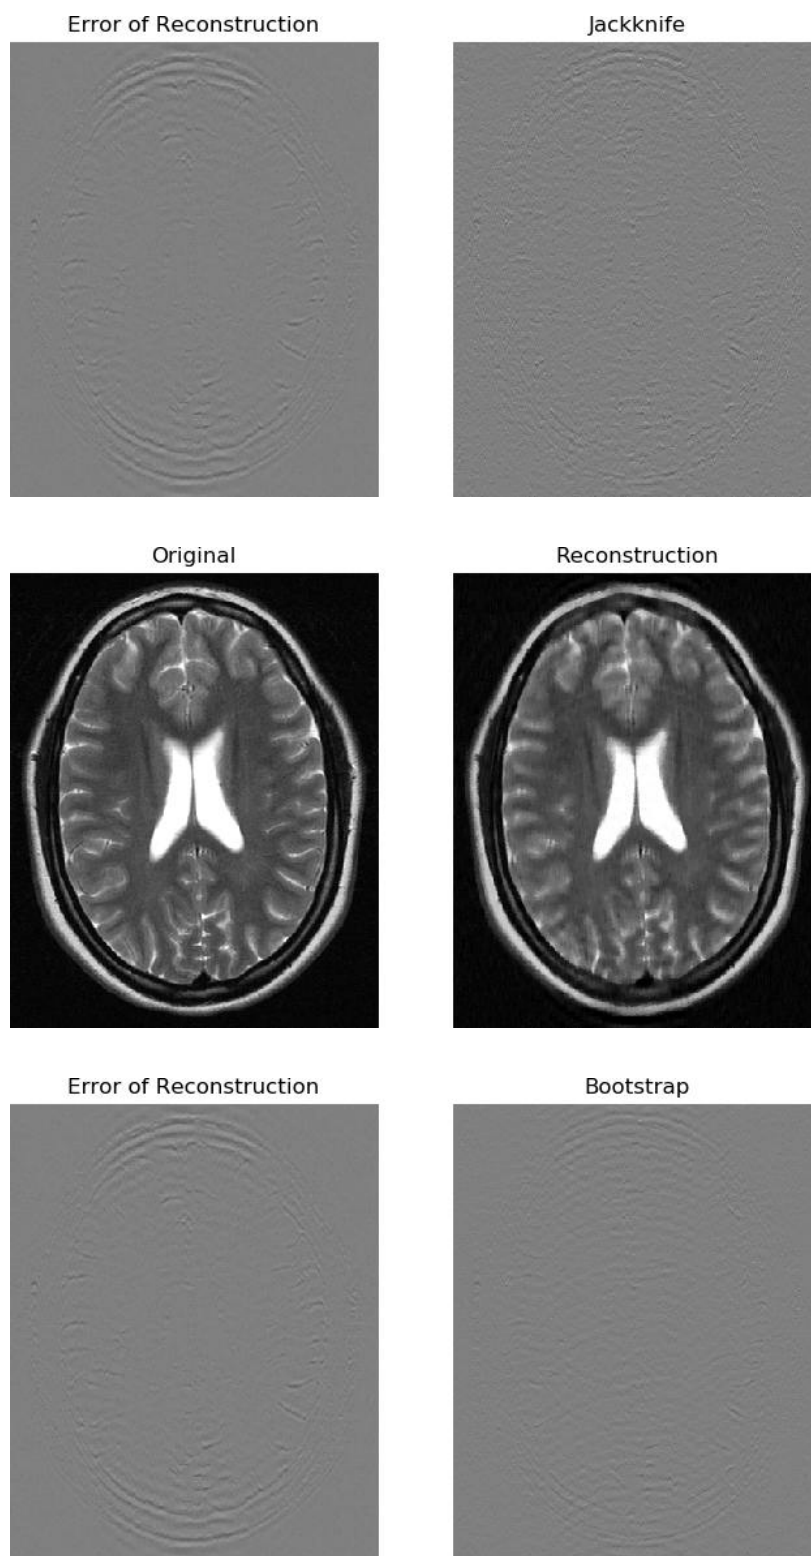 Error of Reconstruction
Jackknife
Original
Reconstruction
Error of Reconstruction
Bootstrap